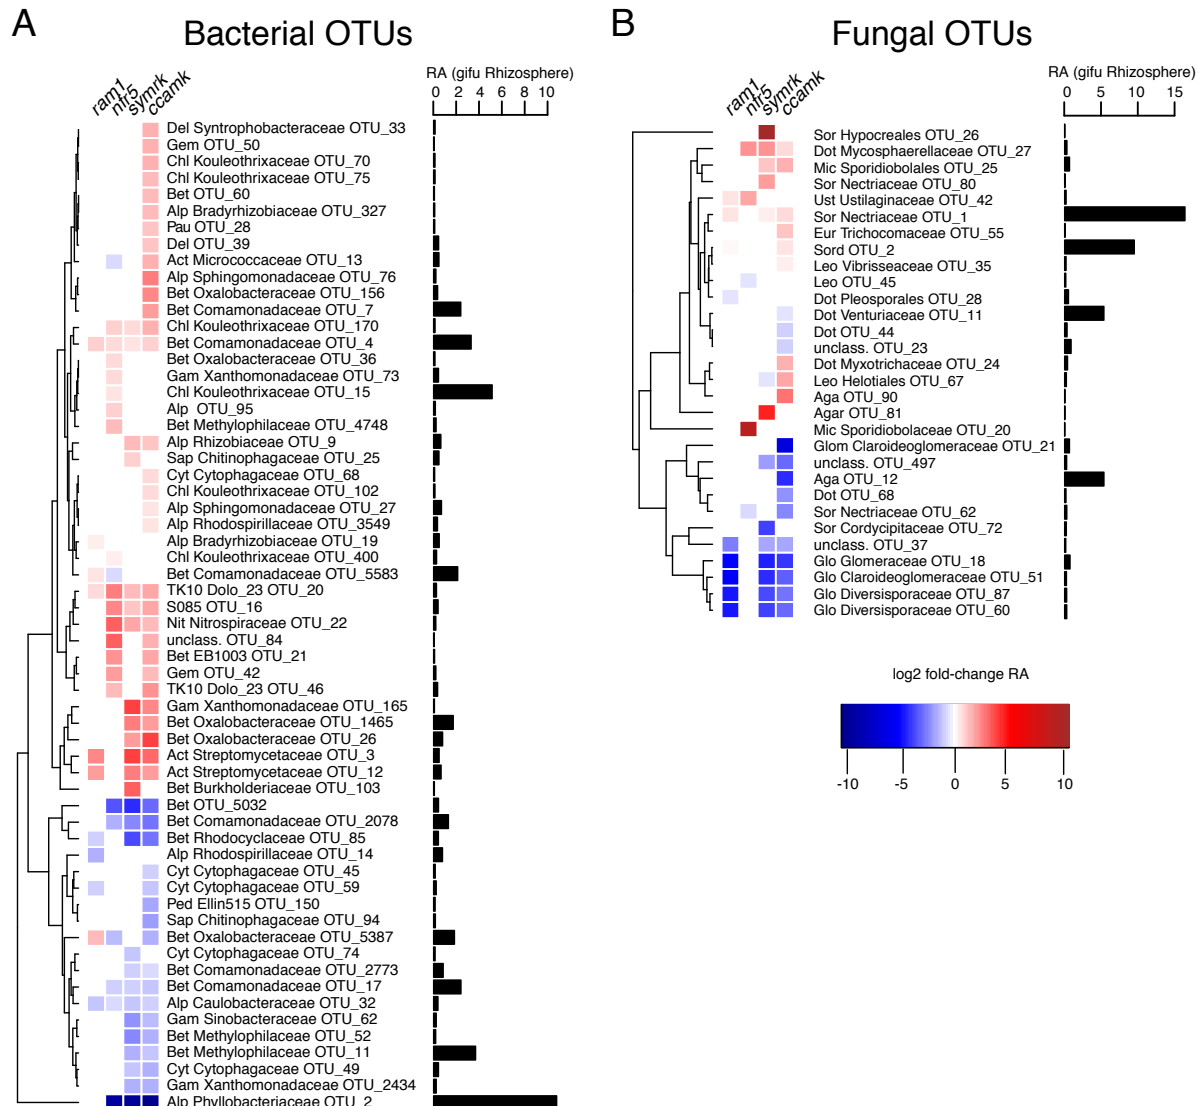 A
Bacterial OTUs
ram1
nfr5
symrk
ccamk
RA (gifu Rhizosphere)
0 2 4 6 8 10
Del Syntrophobacteraceae OTU_33
Gem OTU_50
Chl Kouleothrixaceae OTU_70
Chl Kouleothrixaceae OTU_75
Bet OTU_60
Alp Bradyrhizobiaceae OTU_327
Pau OTU_28
Del OTU_39
Act Micrococcaceae OTU_13
Alp Sphingomonadaceae OTU_76
Bet Oxalobacteraceae OTU_156
Bet Comamonadaceae OTU_7
Chl Kouleothrixaceae OTU_170
Bet Comamonadaceae OTU_4
Bet Oxalobacteraceae OTU_36
Gam Xanthomonadaceae OTU_73
Chl Kouleothrixaceae OTU_15
Alp OTU_95
Bet Methylophilaceae OTU_4748
Alp Rhizobiaceae OTU_9
Sap Chitinophagaceae OTU_25
Cyt Cytophagaceae OTU_68
Chl Kouleothrixaceae OTU_102
Alp Sphingomonadaceae OTU_27
Alp Rhodospirillaceae OTU_3549
Alp Bradyrhizobiaceae OTU_19
Chl Kouleothrixaceae OTU_400
Bet Comamonadaceae OTU_5583
TK10 Dolo_23 OTU_20
S085 OTU_16
Nit Nitrospiraceae OTU_22
unclass. OTU_84
Bet EB1003 OTU_21
Gem OTU_42
TK10 Dolo_23 OTU_46
Gam Xanthomonadaceae OTU_165
Bet Oxalobacteraceae OTU_1465
Bet Oxalobacteraceae OTU_26
Act Streptomycetaceae OTU_3
Act Streptomycetaceae OTU_12
Bet Burkholderiaceae OTU_103
Bet OTU_5032
Bet Comamonadaceae OTU_2078
Bet Rhodocyclaceae OTU_85
Alp Rhodospirillaceae OTU_14
Cyt Cytophagaceae OTU_45
Cyt Cytophagaceae OTU_59
Ped Ellin515 OTU_150
Sap Chitinophagaceae OTU_94
Bet Oxalobacteraceae OTU_5387
Cyt Cytophagaceae OTU_74
Bet Comamonadaceae OTU_2773
Bet Comamonadaceae OTU_17
Alp Caulobacteraceae OTU_32
Gam Sinobacteraceae OTU_62
Bet Methylophilaceae OTU_52
Bet Methylophilaceae OTU_11
Cyt Cytophagaceae OTU_49
Gam Xanthomonadaceae OTU_2434
Alp Phyllobacteriaceae OTU_2
B
Fungal OTUs
ram1
nfr5
symrk
ccamk
RA (gifu Rhizosphere)
0 5 10 15
Sor Hypocreales OTU_26
Dot Mycosphaerellaceae OTU_27
Mic Sporidiobolales OTU_25
Sor Nectriaceae OTU_80
Ust Ustilaginaceae OTU_42
Sor Nectriaceae OTU_1
Eur Trichocomaceae OTU_55
Sord OTU_2
Leo Vibrisseaceae OTU_35
Leo OTU_45
Dot Pleosporales OTU_28
Dot Venturiaceae OTU_11
Dot OTU_44
unclass. OTU_23
Dot Myxotrichaceae OTU_24
Leo Helotiales OTU_67
Aga OTU_90
Agar OTU_81
Mic Sporidiobolaceae OTU_20
Glom Claroideoglomeraceae OTU_21
unclass. OTU_497
Aga OTU_12
Dot OTU_68
Sor Nectriaceae OTU_62
Sor Cordycipitaceae OTU_72
unclass. OTU_37
Glo Glomeraceae OTU_18
Glo Claroideoglomeraceae OTU_51
Glo Diversisporaceae OTU_87
Glo Diversisporaceae OTU_60
log2 fold-change RA
-10 -5 0 5 10